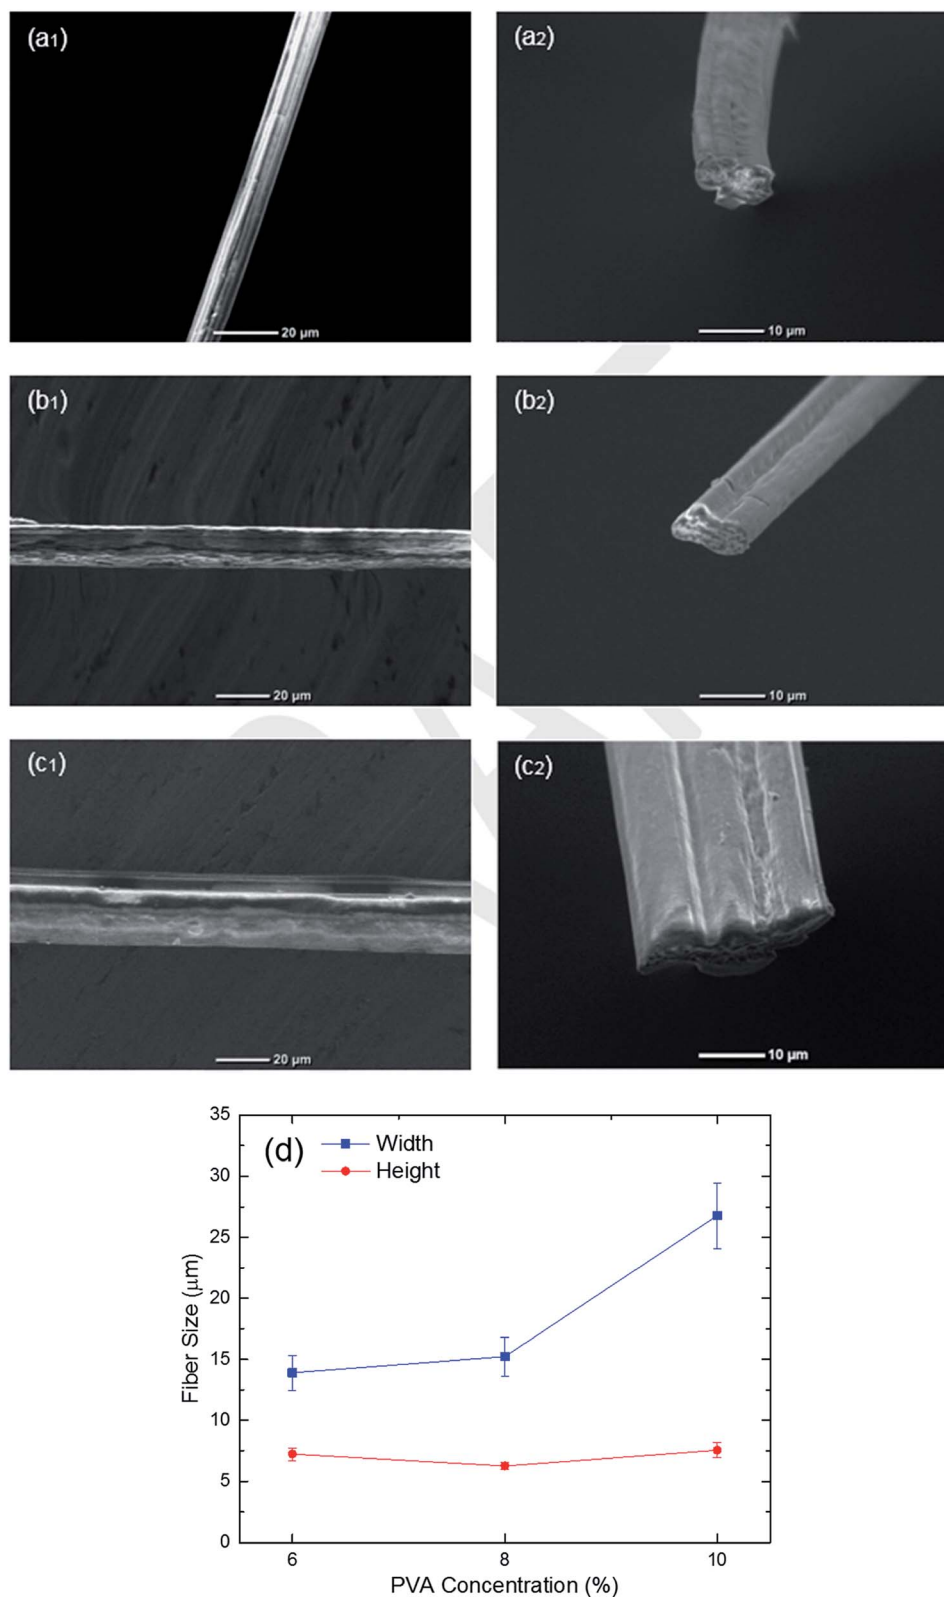 (a1)
20 µm
(a2)
10 µm
(b1)
20 µm
(b2)
10 µm
(c1)
20 µm
(c2)
10 µm
(d)
Width
Height
35
30
25
20
15
10
5
0
Fiber Size (µm)
6
8
10
PVA Concentration (%)